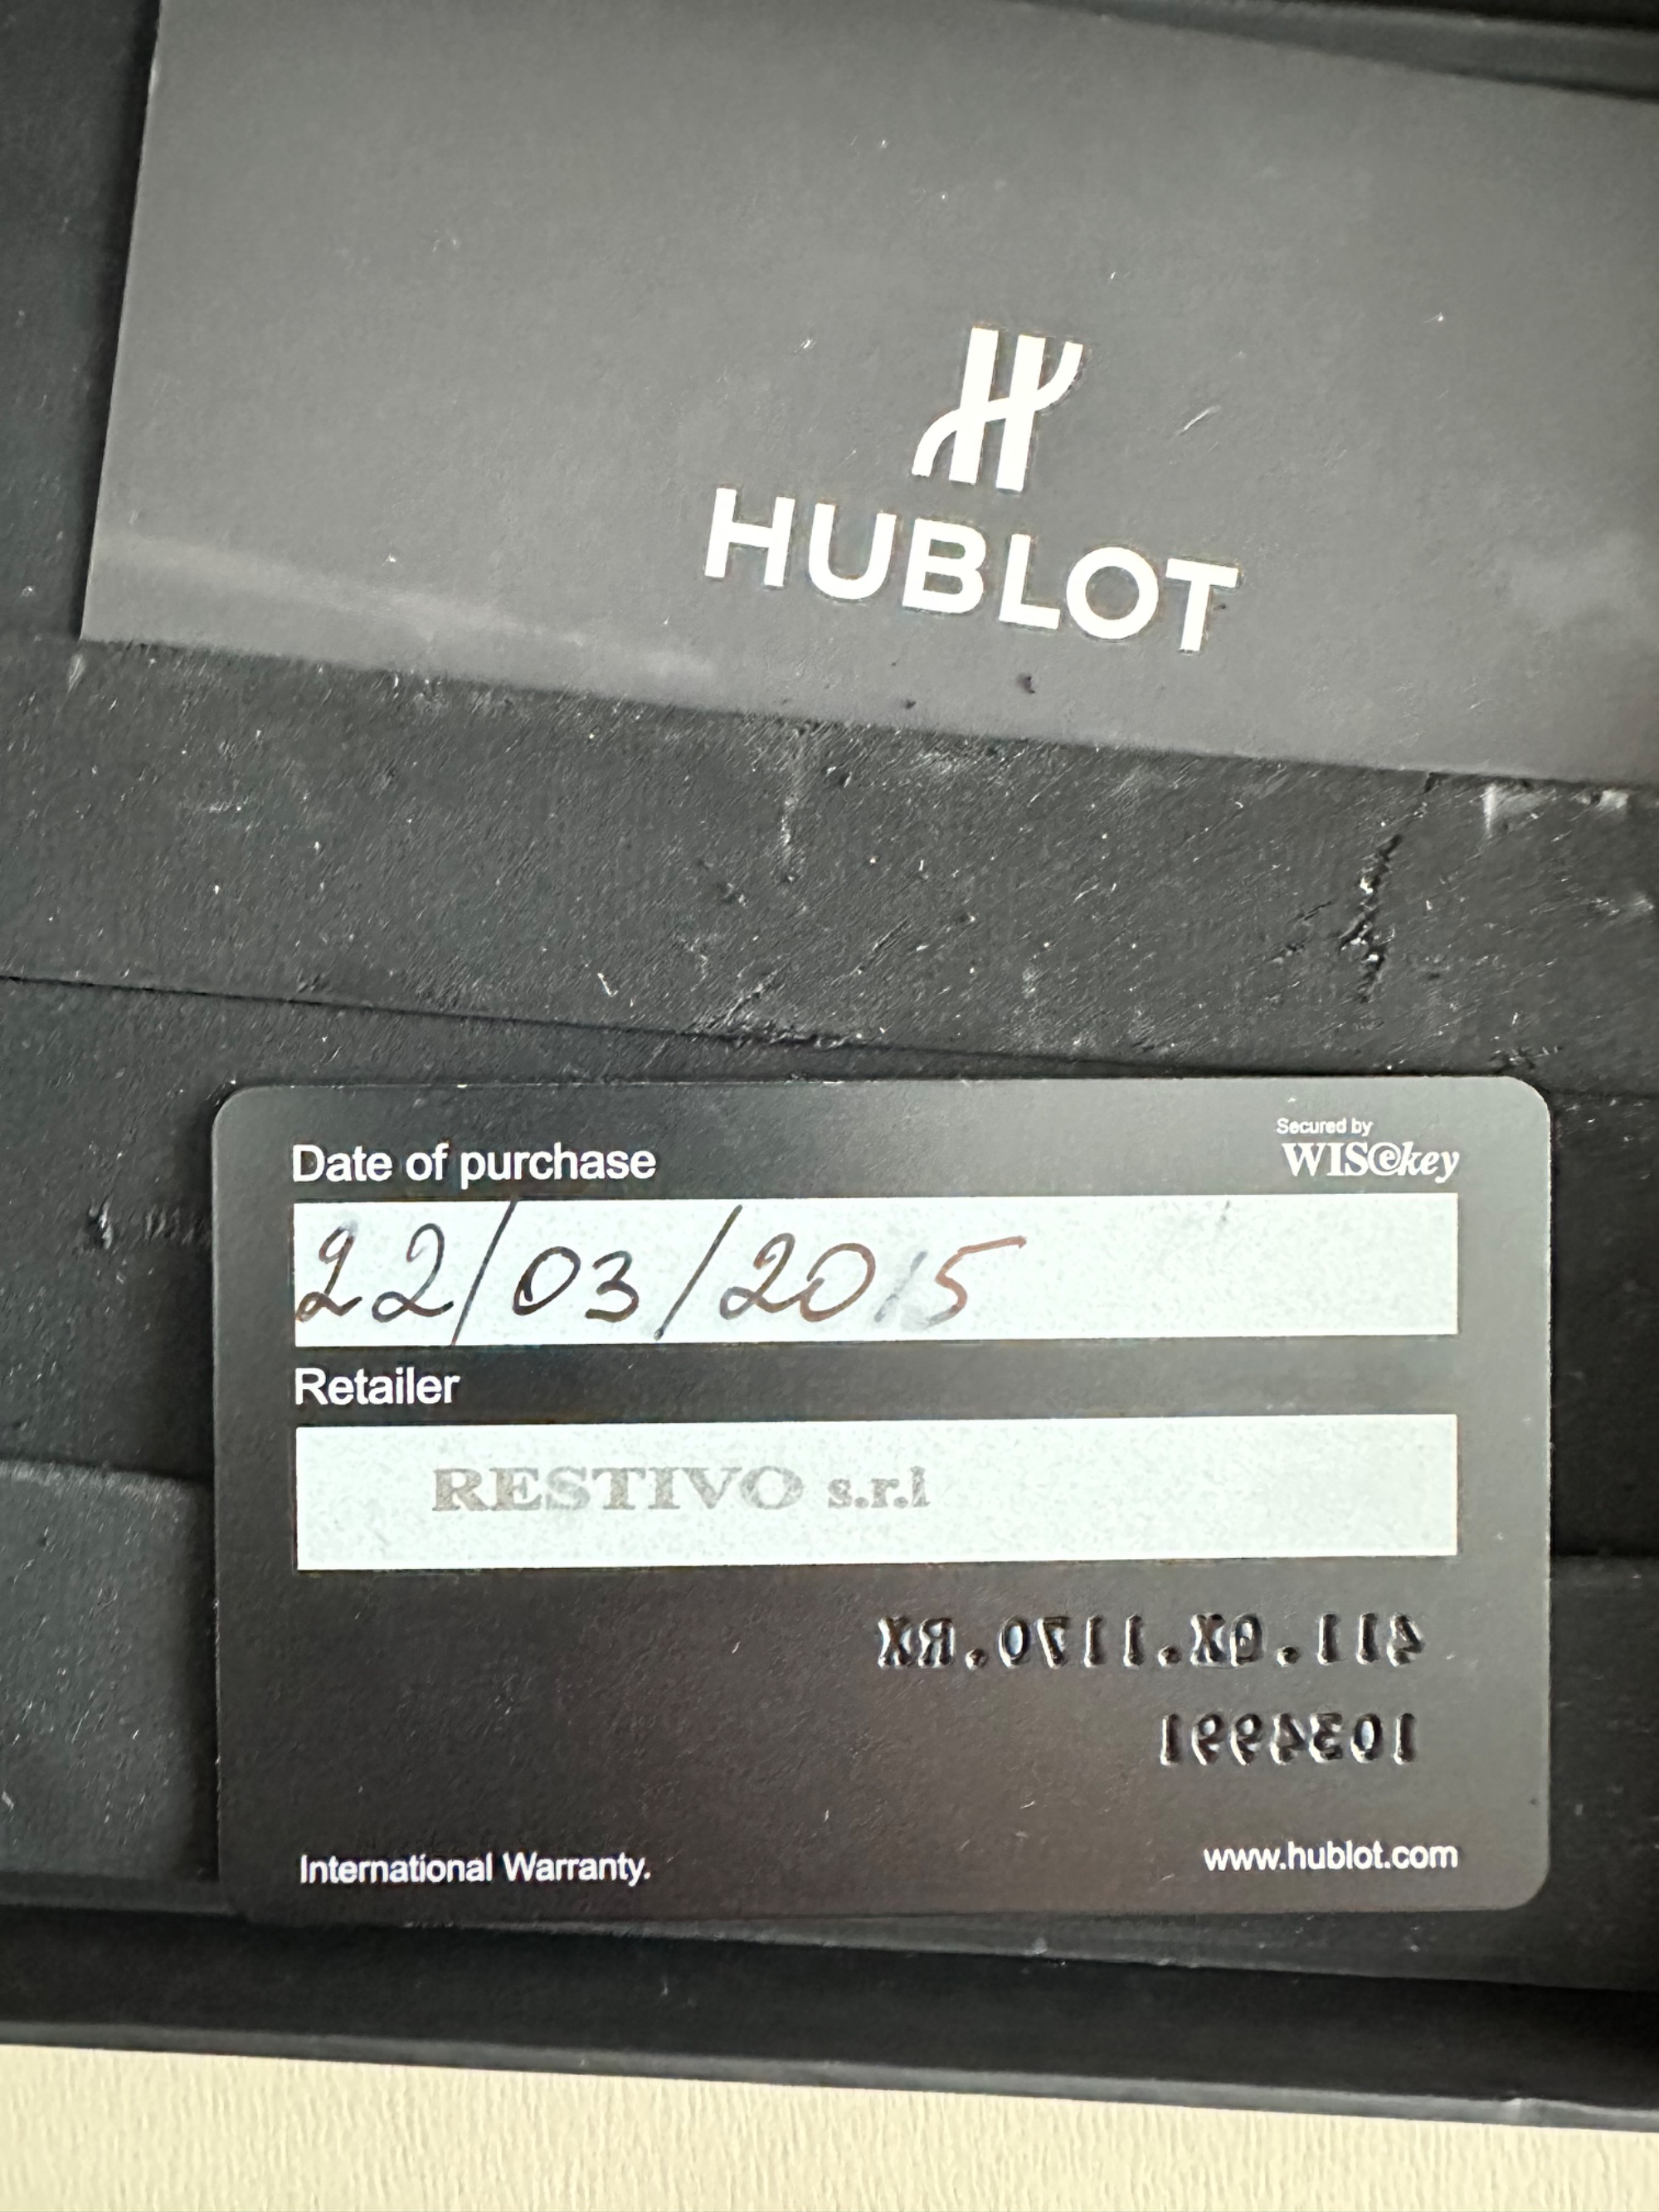 HUBLOT
Date of purchase
Secured by
WISekey
22/03/2015
Retailer
RESTIVO s.r.l
411.OX.1170.RX
1034991
International Warranty.
www.hublot.com